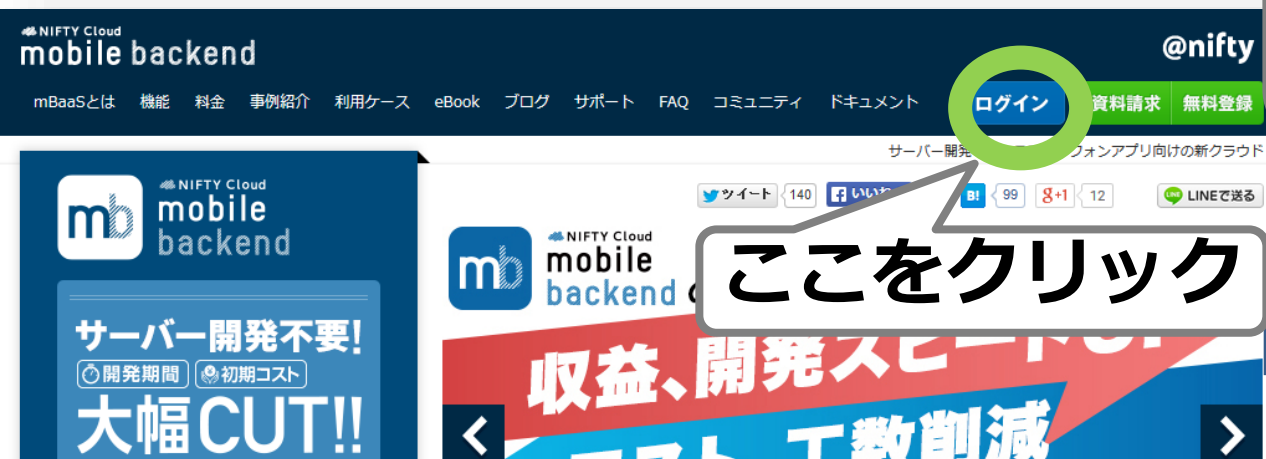 NIFTY Cloud
mobile backend
@nifty
mBaaSとは 機能 料金 事例紹介 利用ケース eBook ブログ サポート FAQ コミュニティ ドキュメント ログイン 資料請求 無料登録
サーバー開発
フォンアプリ向けの新クラウド
ツイート 140 いいね B! 99 g+1 12 LINEで送る
mb
NIFTY Cloud
mobile
backend
mb
NIFTY Cloud
mobile
backend
ここをクリック
サーバー開発不要!
開発期間 初期コスト
大幅CUT!!
収益、開発スピードUP
コスト、工数削減